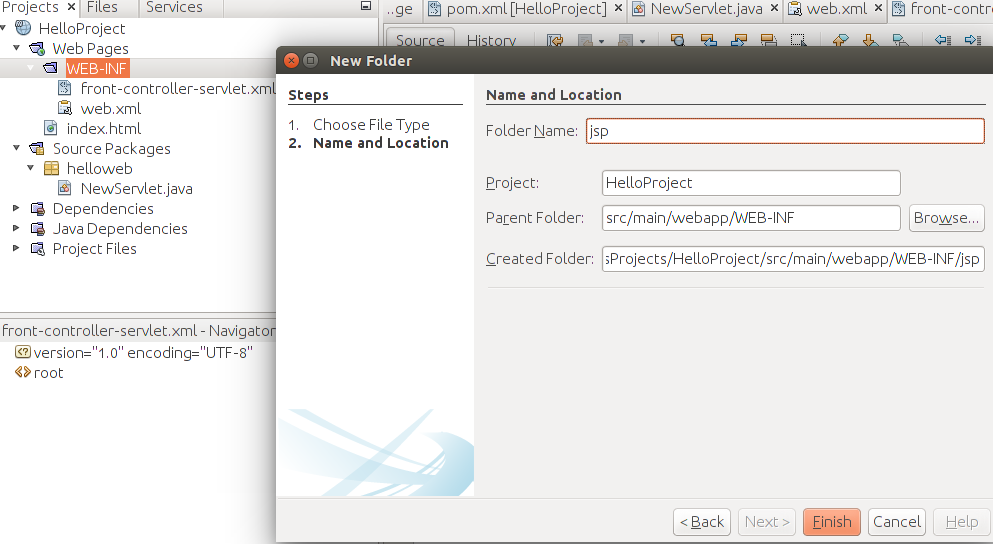 Projects × Files Services
HelloProject
Web Pages
WEB-INF
front-controller-servlet.xml
web.xml
index.html
Source Packages
helloweb
NewServlet.java
Dependencies
Java Dependencies
Project Files
front-controller-servlet.xml - Navigator
version="1.0" encoding="UTF-8"
root
...ge pom.xml [HelloProject] × NewServlet.java × web.xml × front-contro
Source History
New Folder
Steps
1. Choose File Type
2. Name and Location
Name and Location
Folder Name: jsp
Project: HelloProject
Parent Folder: src/main/webapp/WEB-INF Browse...
Created Folder: sProjects/HelloProject/src/main/webapp/WEB-INF/jsp
< Back Next > Finish Cancel Help